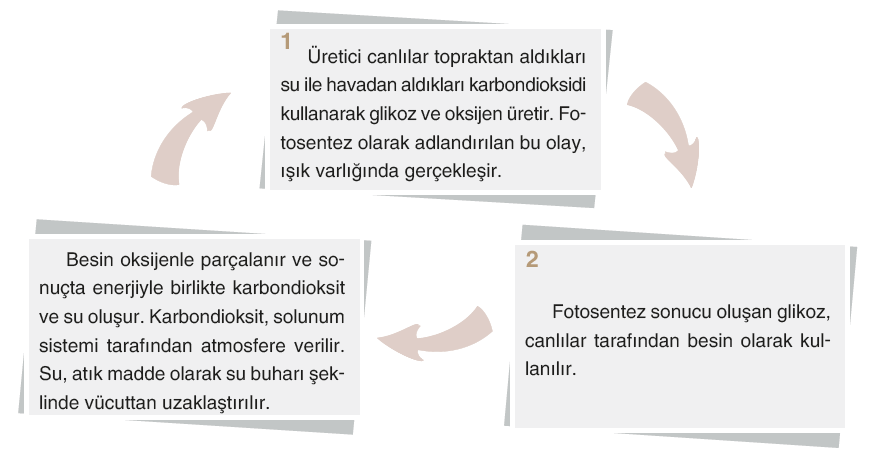 1
Üretici canlılar topraktan aldıkları
su ile havadan aldıkları karbondioksidi
kullanarak glikoz ve oksijen üretir. Fo-
tosentez olarak adlandırılan bu olay,
ışık varlığında gerçekleşir.
2
Fotosentez sonucu oluşan glikoz,
canlılar tarafından besin olarak kul-
lanılır.
Besin oksijenle parçalanır ve so-
nuçta enerjiyle birlikte karbondioksit
ve su oluşur. Karbondioksit, solunum
sistemi tarafından atmosfere verilir.
Su, atık madde olarak su buharı şek-
linde vücuttan uzaklaştırılır.